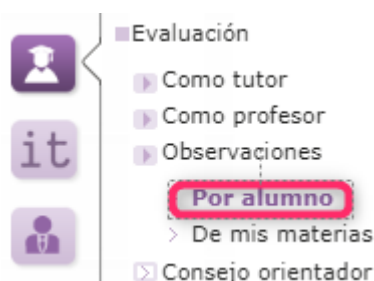 Evaluación
Como tutor
Como profesor
it
Observaciones
Por alumno
De mis materias
Consejo orientador